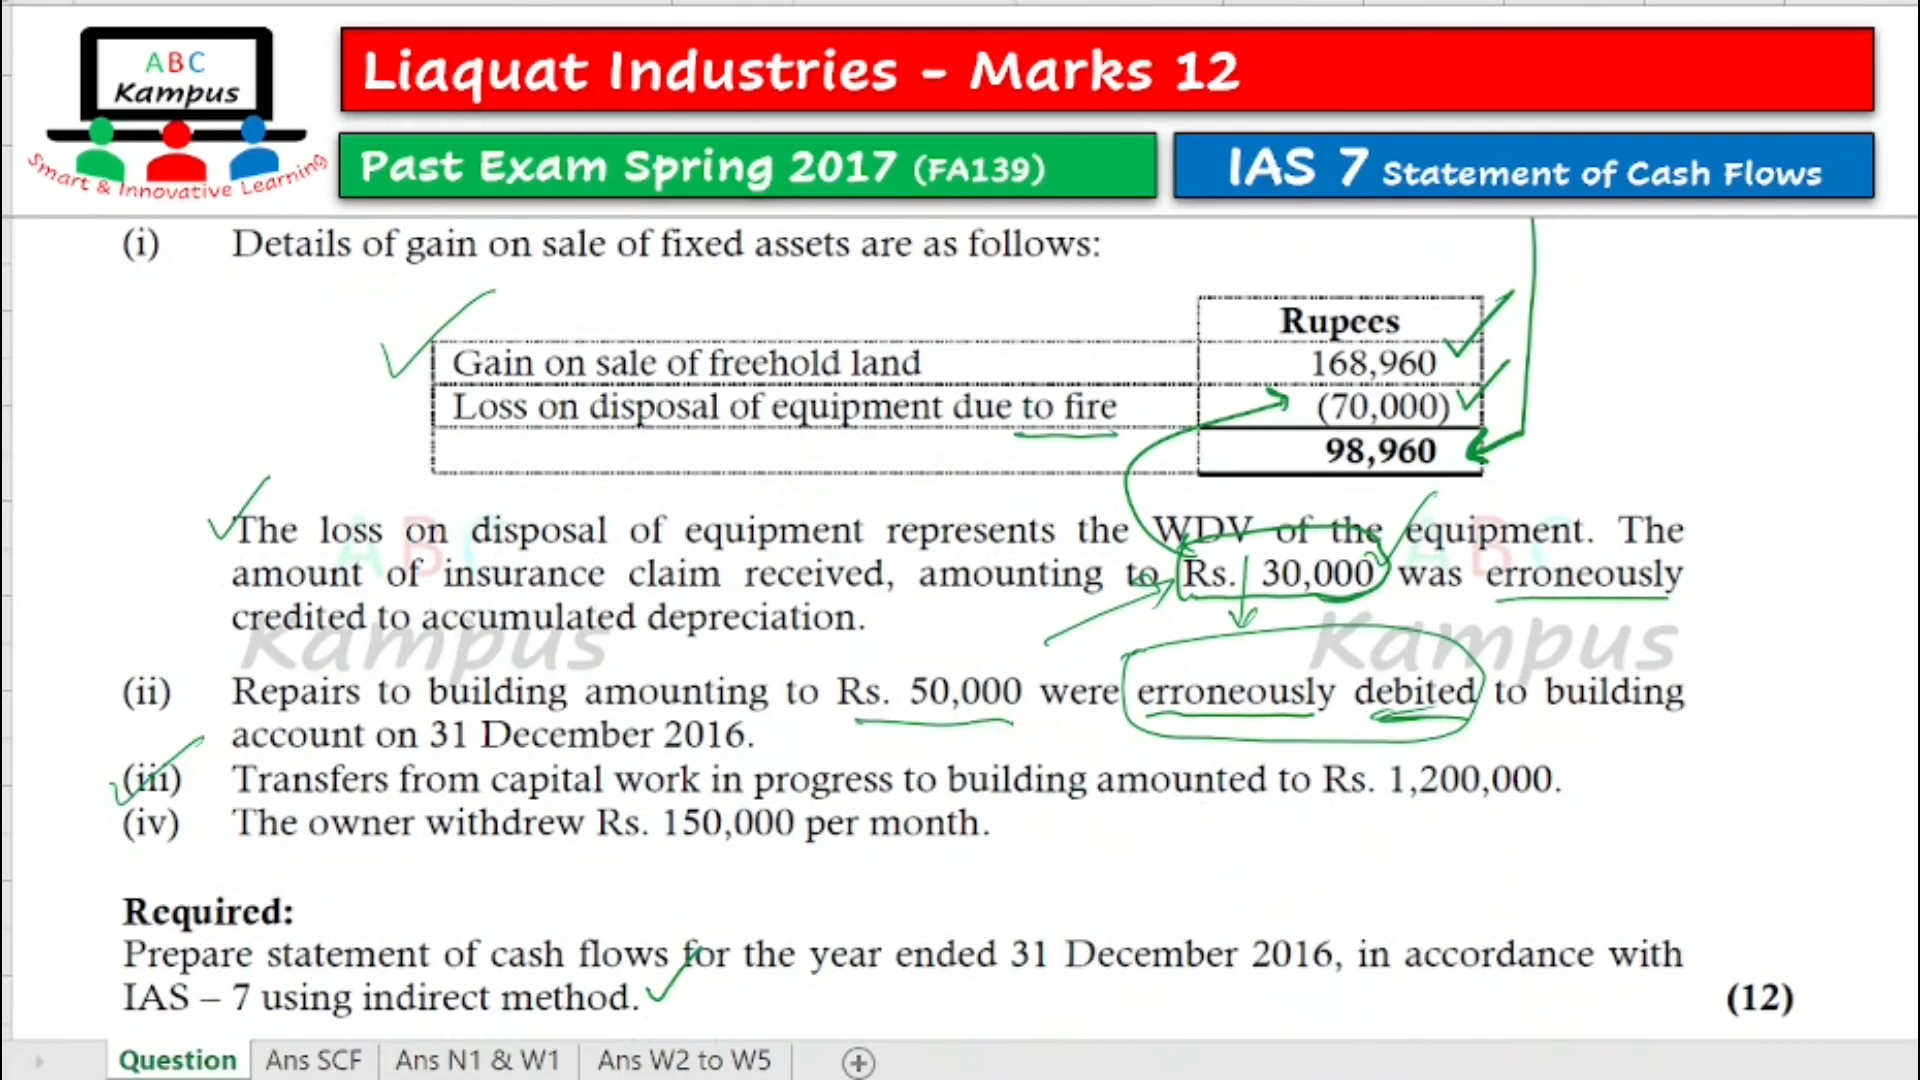 ABC
Kampus
Smart & Innovative Learning
Liaquat Industries - Marks 12
Past Exam Spring 2017 (FA139)
IAS 7 Statement of Cash Flows
(i) Details of gain on sale of fixed assets are as follows:
Rupees
Gain on sale of freehold land 168,960
Loss on disposal of equipment due to fire (70,000)
98,960
The loss on disposal of equipment represents the WDV of the equipment. The
amount of insurance claim received, amounting to Rs. 30,000 was erroneously
credited to accumulated depreciation.
ABC
Kampus
ABC
Kampus
(ii) Repairs to building amounting to Rs. 50,000 were erroneously debited to building
account on 31 December 2016.
(iii) Transfers from capital work in progress to building amounted to Rs. 1,200,000.
(iv) The owner withdrew Rs. 150,000 per month.
Required:
Prepare statement of cash flows for the year ended 31 December 2016, in accordance with
IAS – 7 using indirect method. (12)
Question Ans SCF Ans N1 & W1 Ans W2 to W5